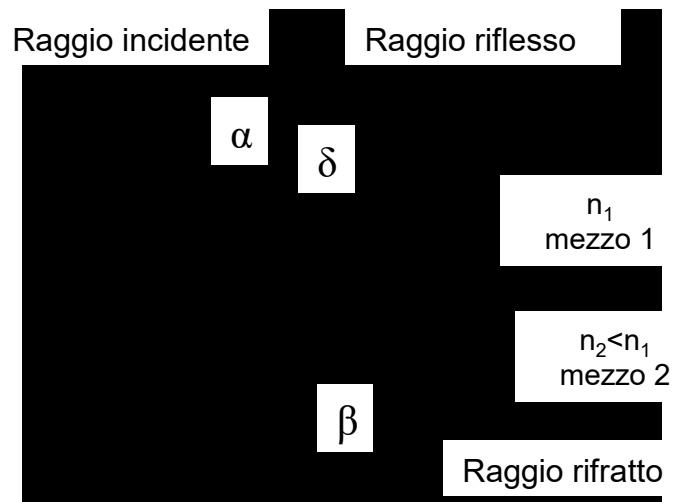 Raggio incidente
Raggio riflesso
α
δ
n₁
mezzo 1
n₂<n₁
mezzo 2
β
Raggio rifratto